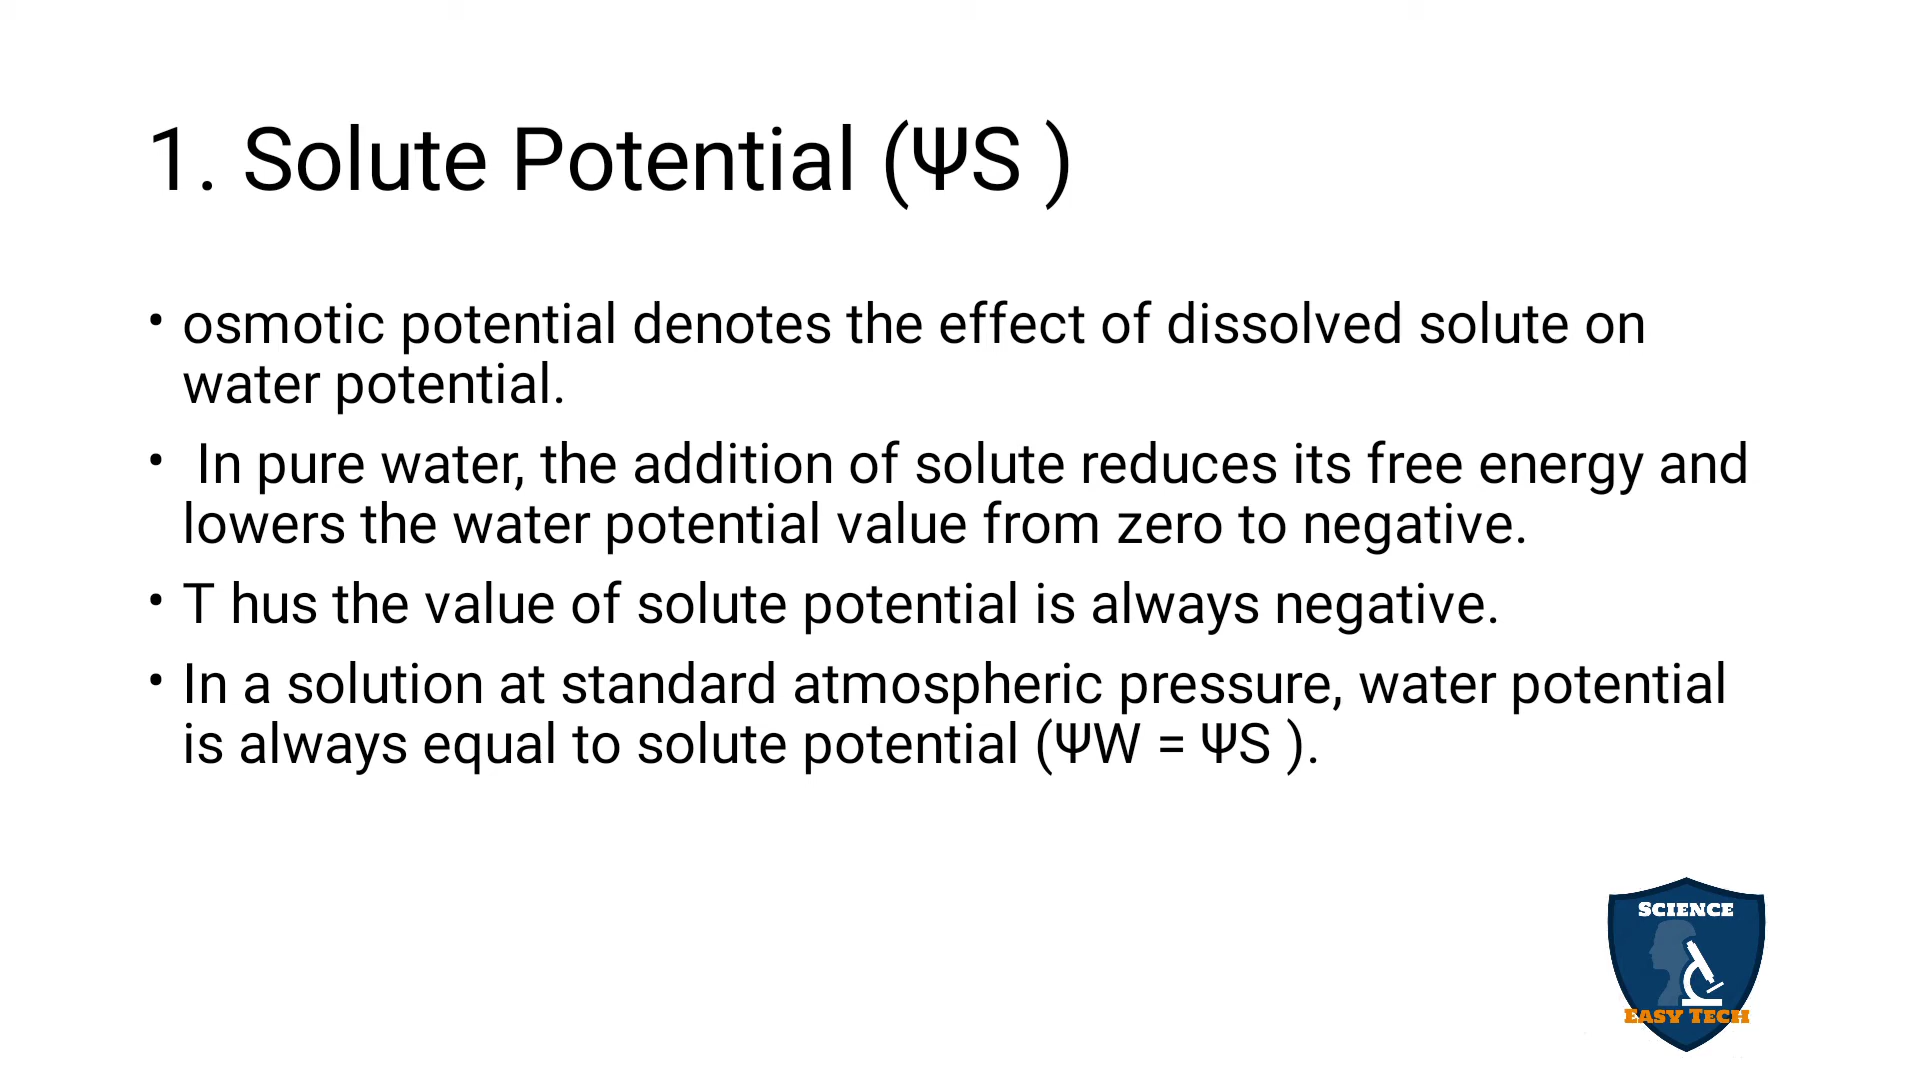 1. Solute Potential (ΨS )
• osmotic potential denotes the effect of dissolved solute on
water potential.
• In pure water, the addition of solute reduces its free energy and
lowers the water potential value from zero to negative.
• T hus the value of solute potential is always negative.
• In a solution at standard atmospheric pressure, water potential
is always equal to solute potential (ΨW = ΨS ).
SCIENCE
EASY TECH